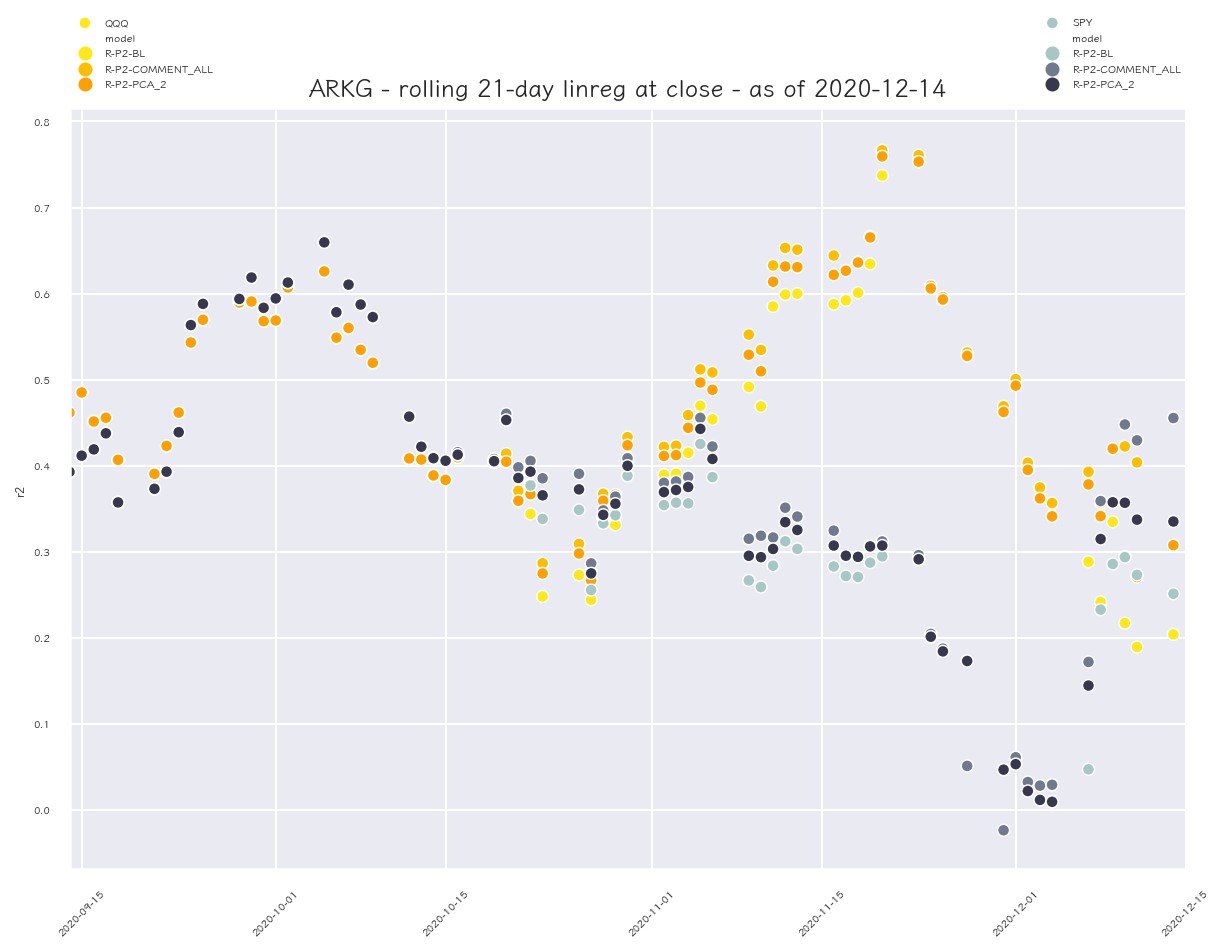 QQQ
model
R-P2-BL
R-P2-COMMENT_ALL
R-P2-PCA_2
SPY
model
R-P2-BL
R-P2-COMMENT_ALL
R-P2-PCA_2
ARKG - rolling 21-day linreg at close - as of 2020-12-14
0.8
0.7
0.6
0.5
0.4
0.3
0.2
0.1
0.0
r2
2020-09-15
2020-10-01
2020-10-15
2020-11-01
2020-11-15
2020-12-01
2020-12-15